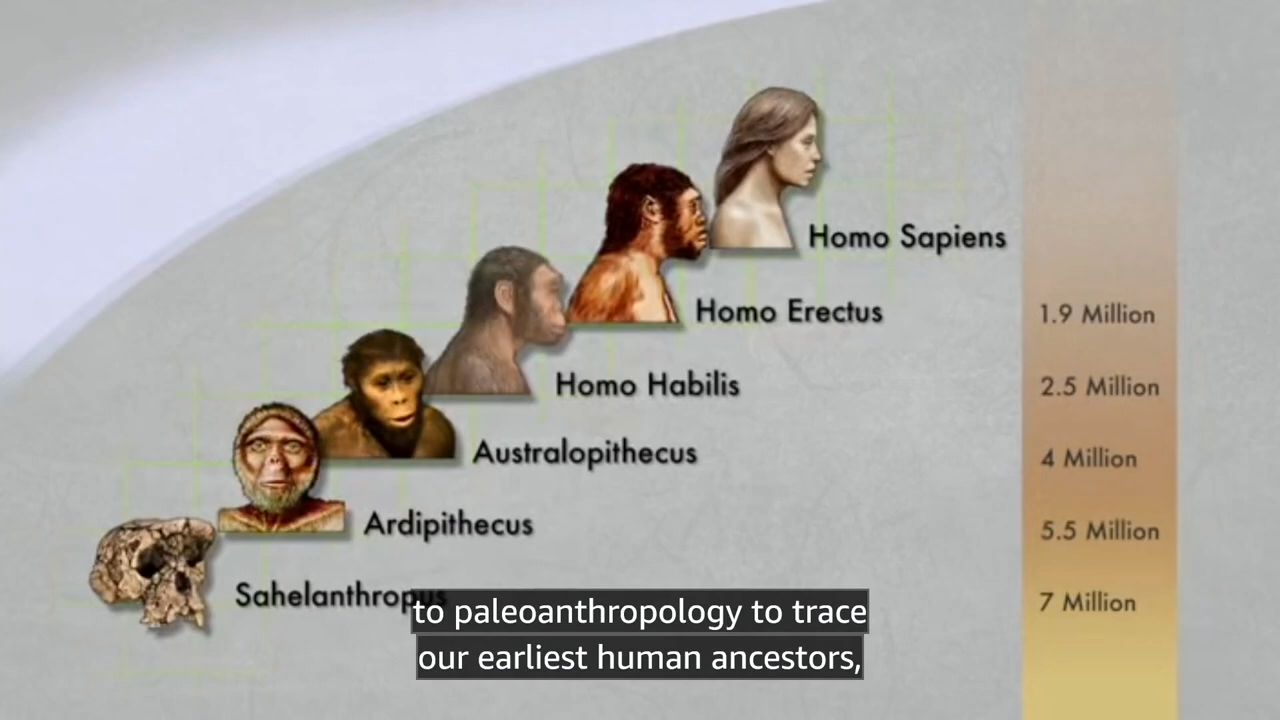 Homo Sapiens
Homo Erectus
1.9 Million
Homo Habilis
2.5 Million
Australopithecus
4 Million
Ardipithecus
5.5 Million
Sahelanthropus
7 Million
to paleoanthropology to trace
our earliest human ancestors,